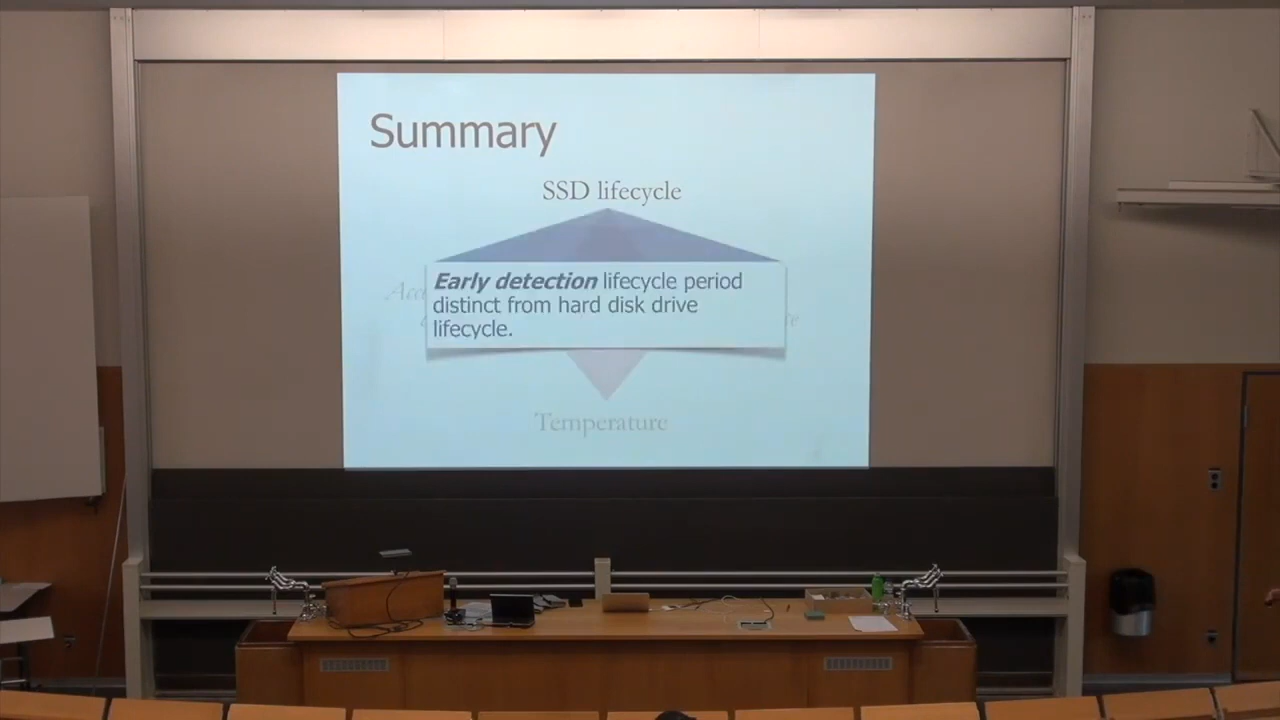 Summary
SSD lifecycle
Early detection lifecycle period
distinct from hard disk drive
lifecycle.
Temperature